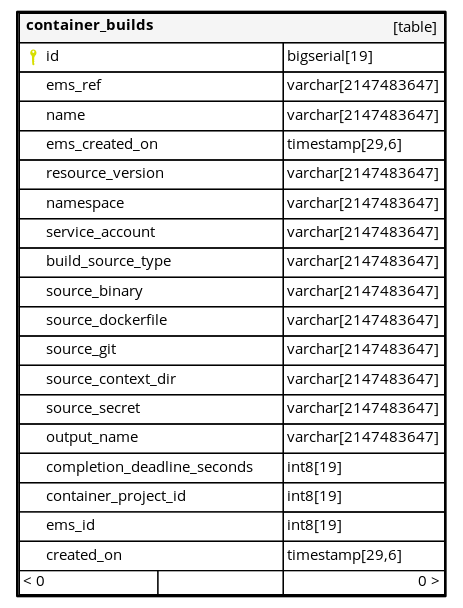 container_builds [table]
id bigserial[19]
ems_ref varchar[2147483647]
name varchar[2147483647]
ems_created_on timestamp[29,6]
resource_version varchar[2147483647]
namespace varchar[2147483647]
service_account varchar[2147483647]
build_source_type varchar[2147483647]
source_binary varchar[2147483647]
source_dockerfile varchar[2147483647]
source_git varchar[2147483647]
source_context_dir varchar[2147483647]
source_secret varchar[2147483647]
output_name varchar[2147483647]
completion_deadline_seconds int8[19]
container_project_id int8[19]
ems_id int8[19]
created_on timestamp[29,6]
< 0 0 >